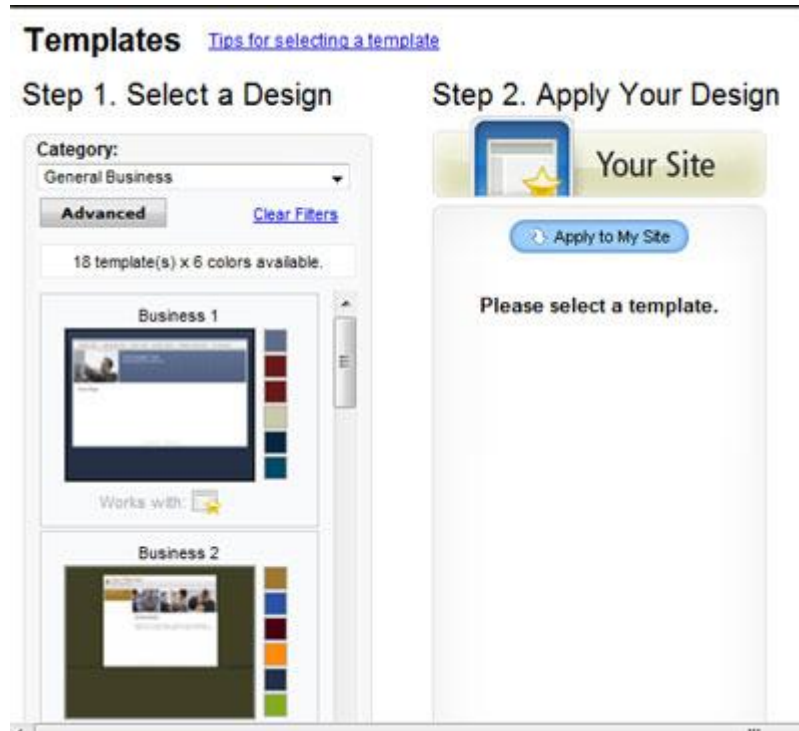 Templates Tips for selecting a template
Step 1. Select a Design
Category:
General Business
Advanced Clear Filters
18 template(s) x 6 colors available.
Business 1
Works with:
Business 2
Step 2. Apply Your Design
Your Site
Apply to My Site
Please select a template.